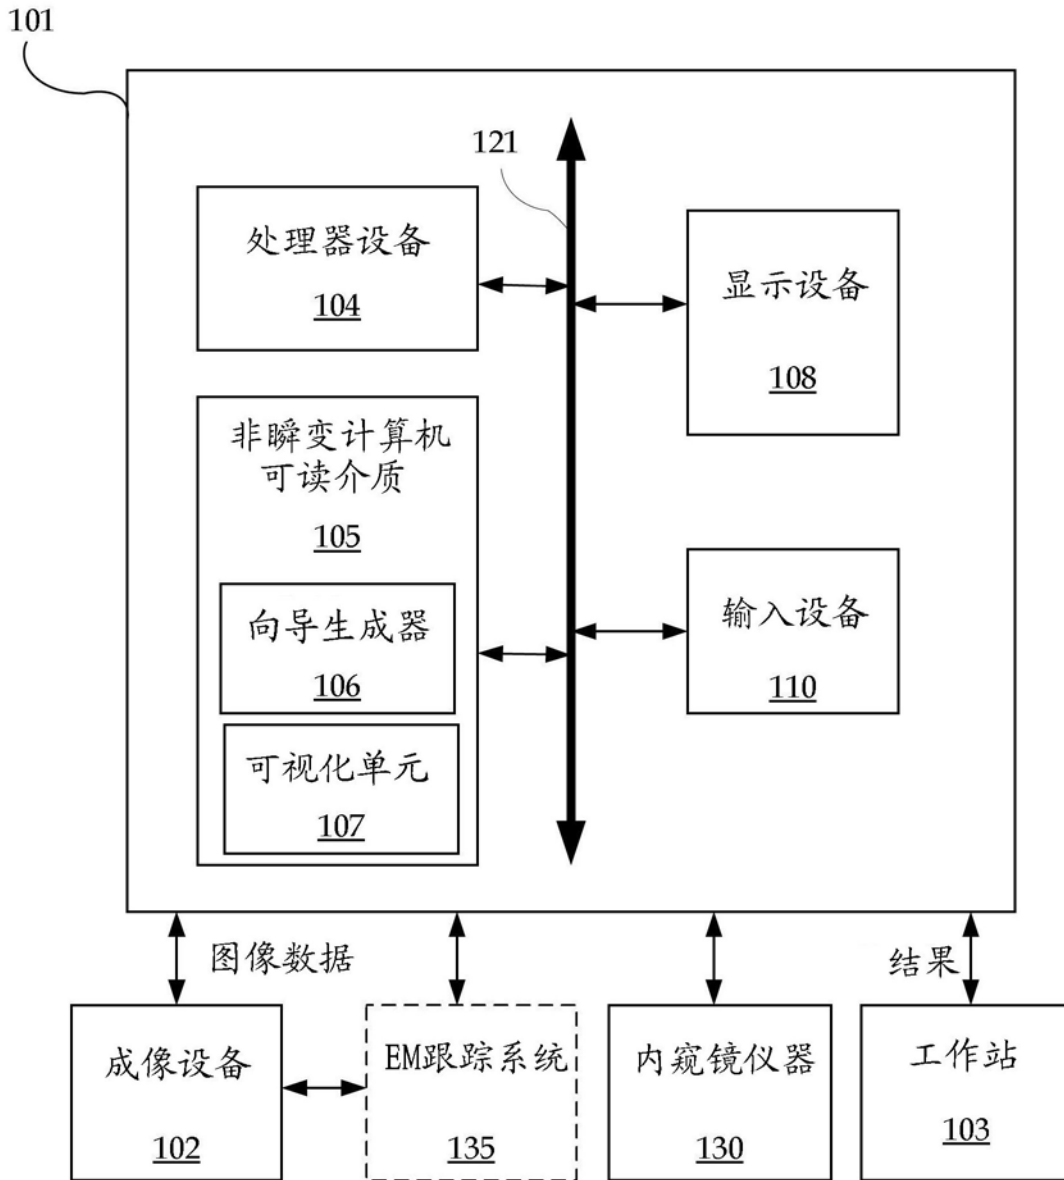 101
121
处理器设备
104
显示设备
108
非瞬变计算机
可读介质
105
向导生成器
106
输入设备
110
可视化单元
107
图像数据
结果
成像设备
102
EM跟踪系统
135
内窥镜仪器
130
工作站
103